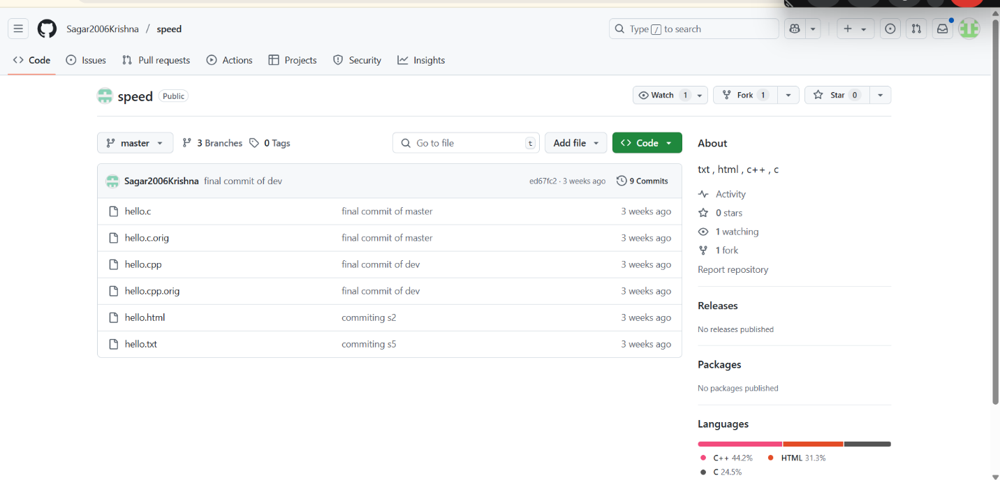 Sagar2006Krishna / speed
Type / to search
Code Issues Pull requests Actions Projects Security Insights
speed Public
Watch 1 Fork 1 Star 0
master 3 Branches 0 Tags Go to file t Add file Code
Sagar2006Krishna final commit of dev ed67fc2 · 3 weeks ago 9 Commits
hello.c final commit of master 3 weeks ago
hello.c.orig final commit of master 3 weeks ago
hello.cpp final commit of dev 3 weeks ago
hello.cpp.orig final commit of dev 3 weeks ago
hello.html commiting s2 3 weeks ago
hello.txt commiting s5 3 weeks ago
About
txt , html , c++ , c
Activity
0 stars
1 watching
1 fork
Report repository
Releases
No releases published
Packages
No packages published
Languages
C++ 44.2% HTML 31.3%
C 24.5%